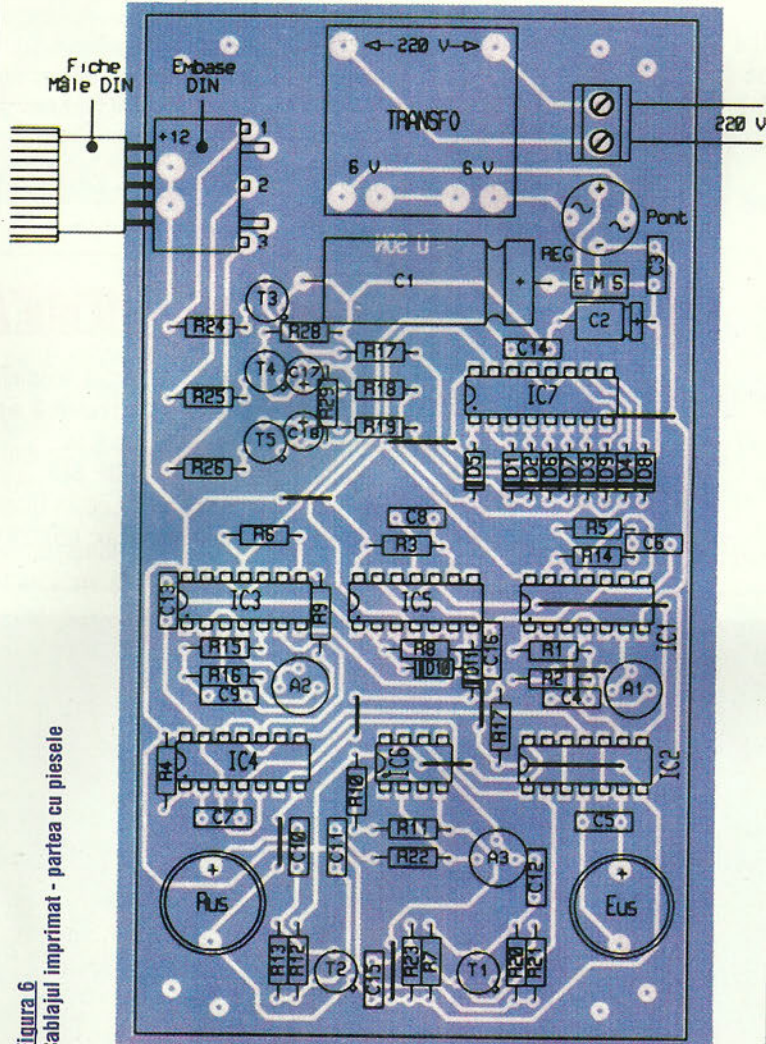 220 V
Fiche
Mâle DIN
Embase
DIN
+12
1
2
3
TRANSFO
6 V
6 V
220 V
+
-
Pont
REG
E M S
C3
C1
+
C2
+
T3
R24
R28
R17
C14
T4
C17
+
R29
R18
IC7
R25
R19
T5
C18
+
R26
D5
D1
D2
D6
D7
D3
D9
D4
D8
R6
C8
R3
R5
R14
C6
C13
IC3
R9
IC5
IC1
R15
R8
C16
R1
R16
D10
D11
R2
C9
A2
C4
A1
R17
R4
IC4
IC6
IC2
R10
C7
C10
C11
R11
C5
R22
A3
C12
+
Rus
+
Eus
R13
R12
T2
C15
R23
R7
T1
R20
R21
igura 6
ablajul imprimat - partea cu piesele